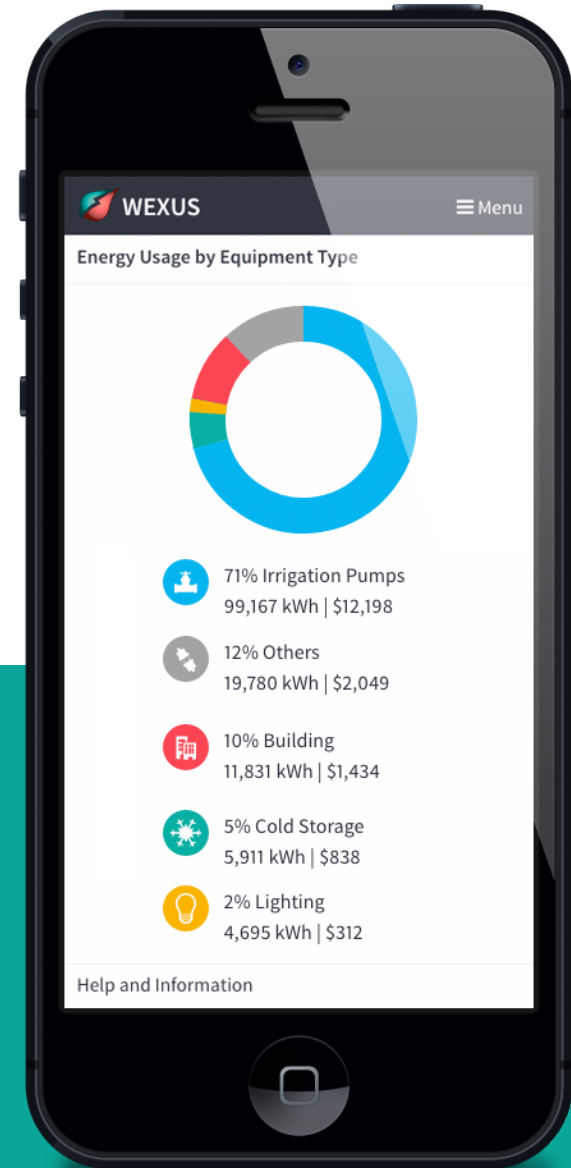 WEXUS
Menu
Energy Usage by Equipment Type
71% Irrigation Pumps
99,167 kWh | $12,198
12% Others
19,780 kWh | $2,049
10% Building
11,831 kWh | $1,434
5% Cold Storage
5,911 kWh | $838
2% Lighting
4,695 kWh | $312
Help and Information